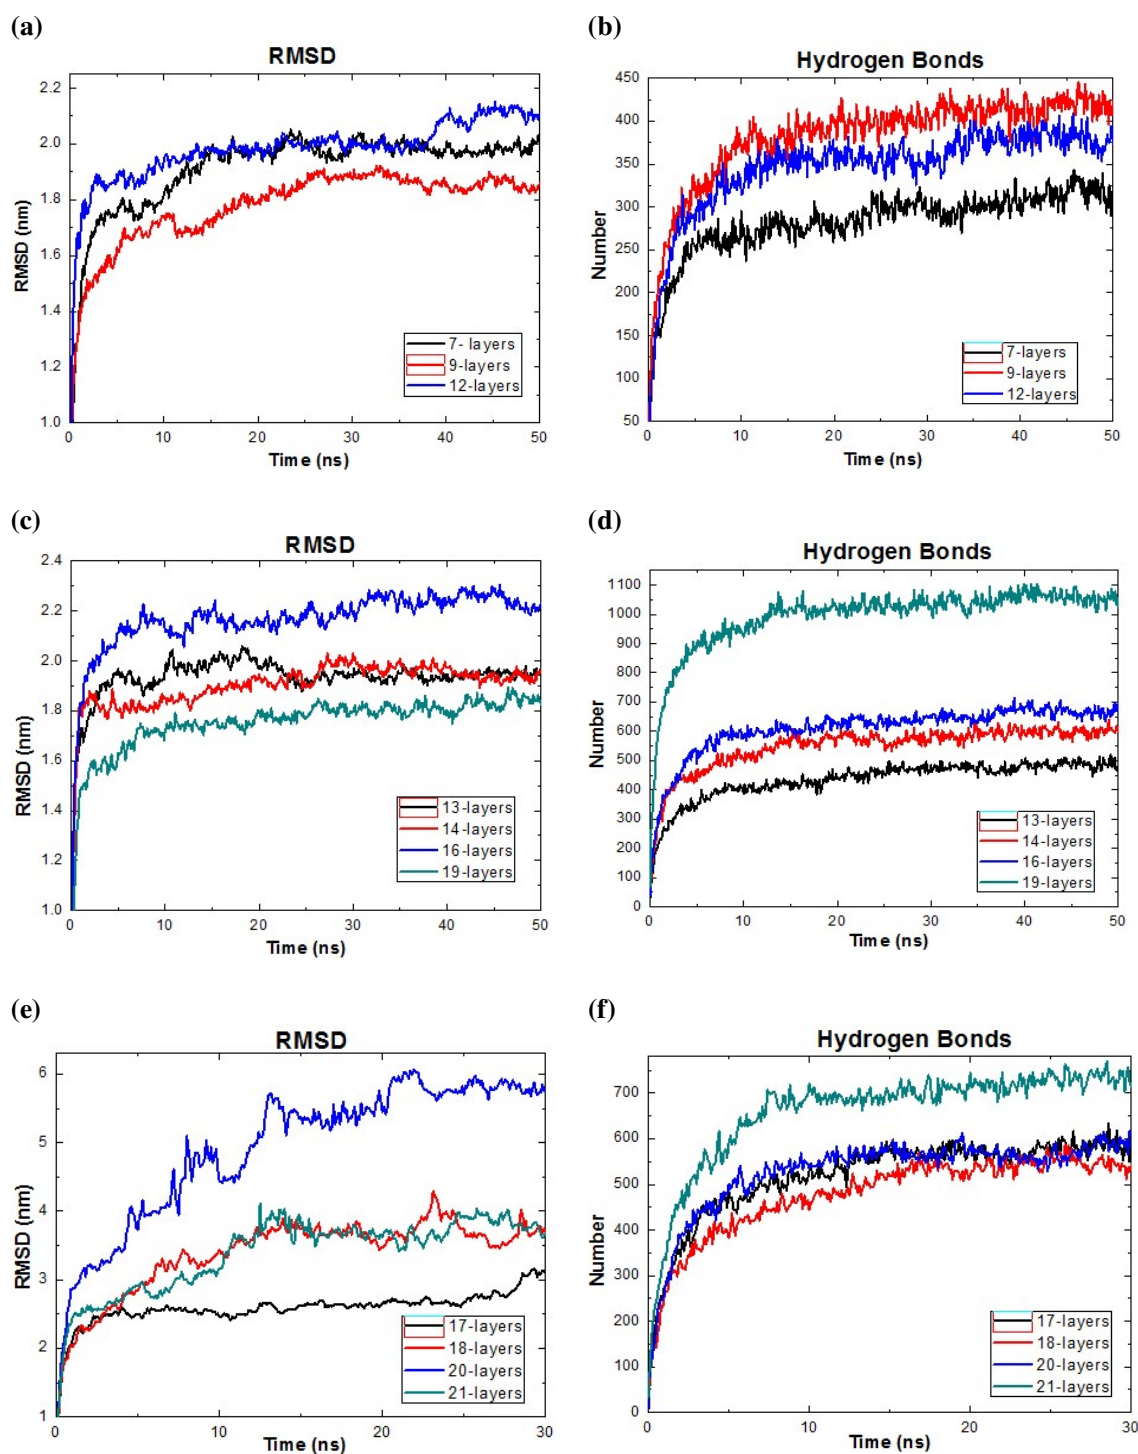 (a)
RMSD
RMSD (nm)
2.2
2.0
1.8
1.6
1.4
1.2
1.0
0 10 20 30 40 50
Time (ns)
7- layers
9-layers
12-layers
(b)
Hydrogen Bonds
Number
450
400
350
300
250
200
150
100
50
0 10 20 30 40 50
Time (ns)
7-layers
9-layers
12-layers
(c)
RMSD
RMSD (nm)
2.4
2.2
2.0
1.8
1.6
1.4
1.2
1.0
0 10 20 30 40 50
Time (ns)
13-layers
14-layers
16-layers
19-layers
(d)
Hydrogen Bonds
Number
1100
1000
900
800
700
600
500
400
300
200
100
0
0 10 20 30 40 50
Time (ns)
13-layers
14-layers
16-layers
19-layers
(e)
RMSD
RMSD (nm)
6
5
4
3
2
1
0 10 20 30
Time (ns)
17-layers
18-layers
20-layers
21-layers
(f)
Hydrogen Bonds
Number
700
600
500
400
300
200
100
0
0 10 20 30
Time (ns)
17-layers
18-layers
20-layers
21-layers